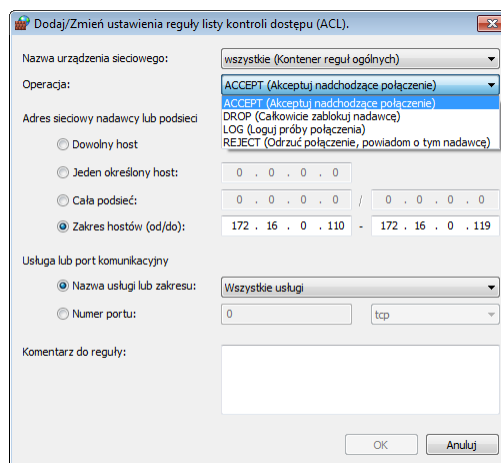 Dodaj/Zmień ustawienia reguły listy kontroli dostępu (ACL).
Nazwa urządzenia sieciowego: wszystkie (Kontener reguł ogólnych)
Operacja: ACCEPT (Akceptuj nadchodzące połączenie)
ACCEPT (Akceptuj nadchodzące połączenie)
DROP (Całkowicie zablokuj nadawcę)
LOG (Loguj próby połączenia)
REJECT (Odrzuć połączenie, powiadom o tym nadawcę)
Adres sieciowy nadawcy lub podsieci
Dowolny host
Jeden określony host: 0 . 0 . 0 . 0
Cała podsieć: 0 . 0 . 0 . 0 / 0 . 0 . 0 . 0
Zakres hostów (od/do): 172 . 16 . 0 . 110 - 172 . 16 . 0 . 119
Usługa lub port komunikacyjny
Nazwa usługi lub zakresu: Wszystkie usługi
Numer portu: 0 tcp
Komentarz do reguły:
OK Anuluj